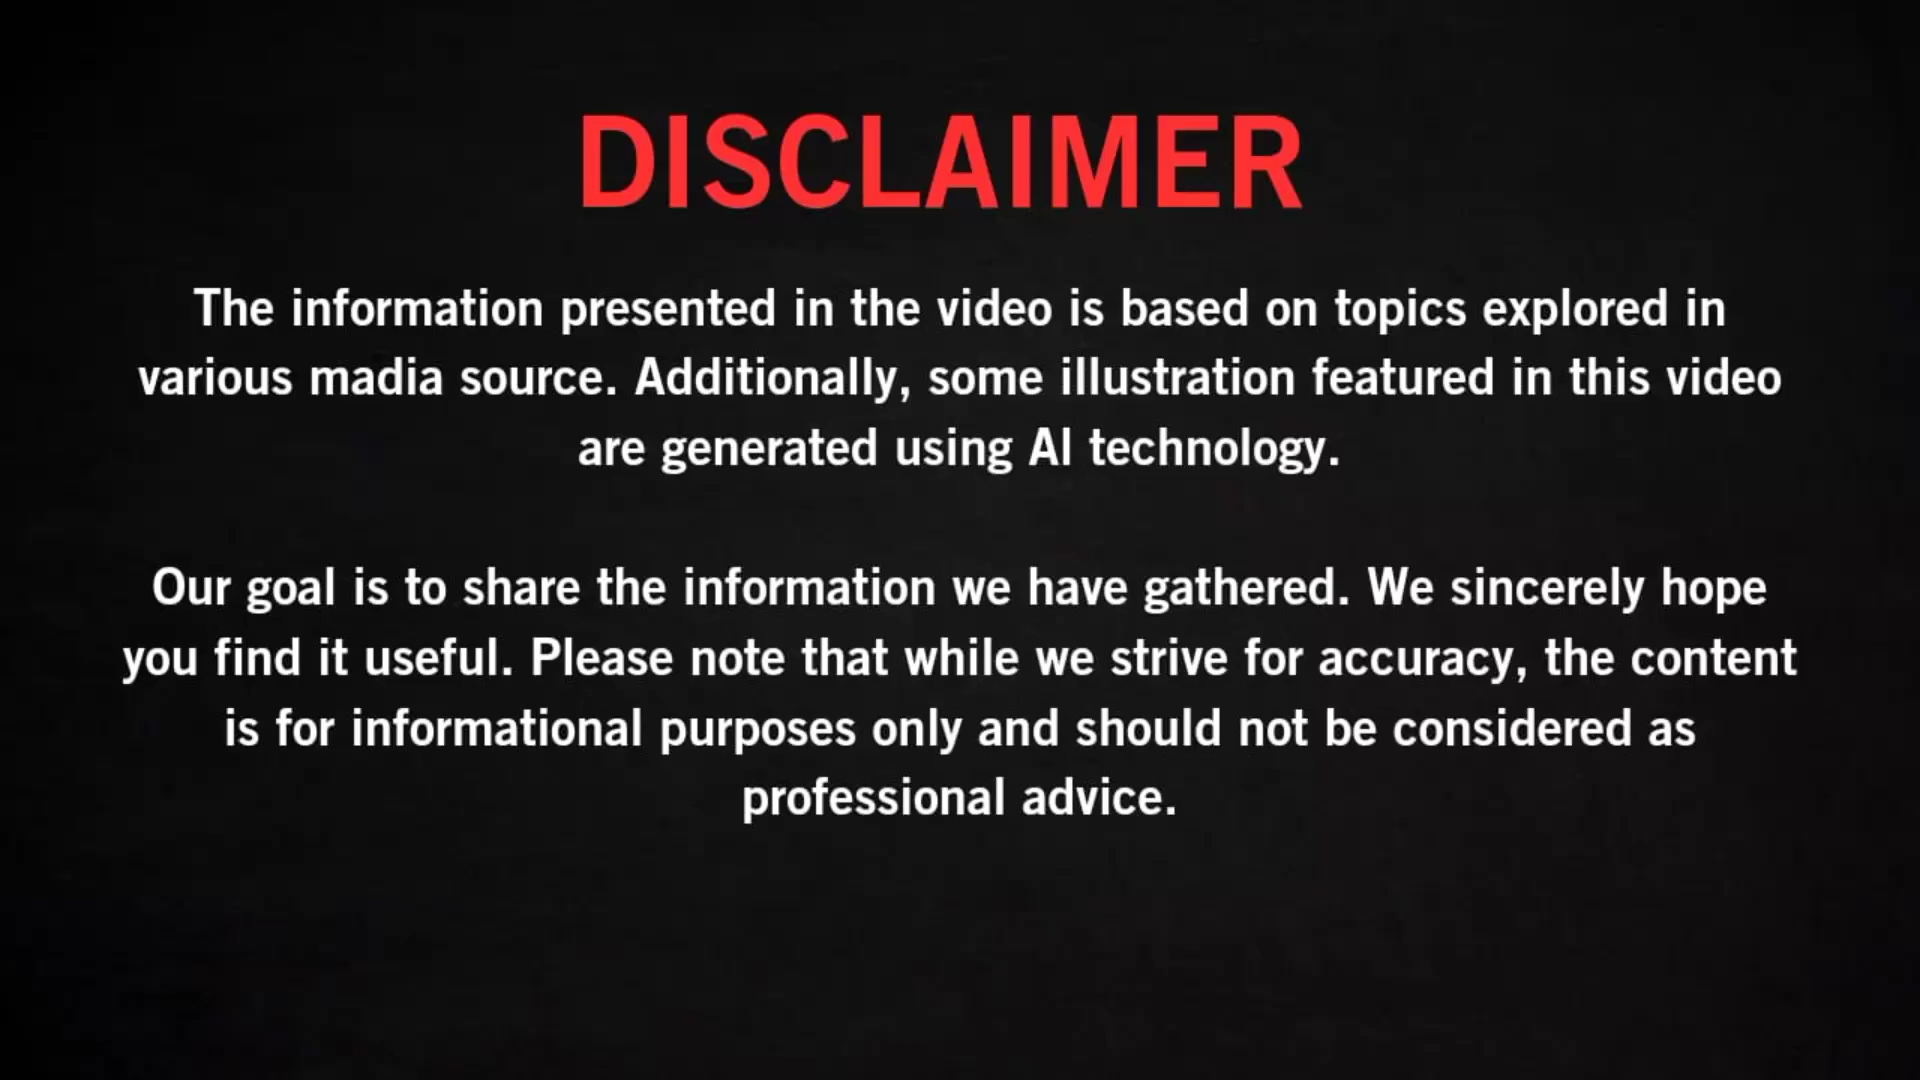 DISCLAIMER
The information presented in the video is based on topics explored in
various madia source. Additionally, some illustration featured in this video
are generated using AI technology.
Our goal is to share the information we have gathered. We sincerely hope
you find it useful. Please note that while we strive for accuracy, the content
is for informational purposes only and should not be considered as
professional advice.